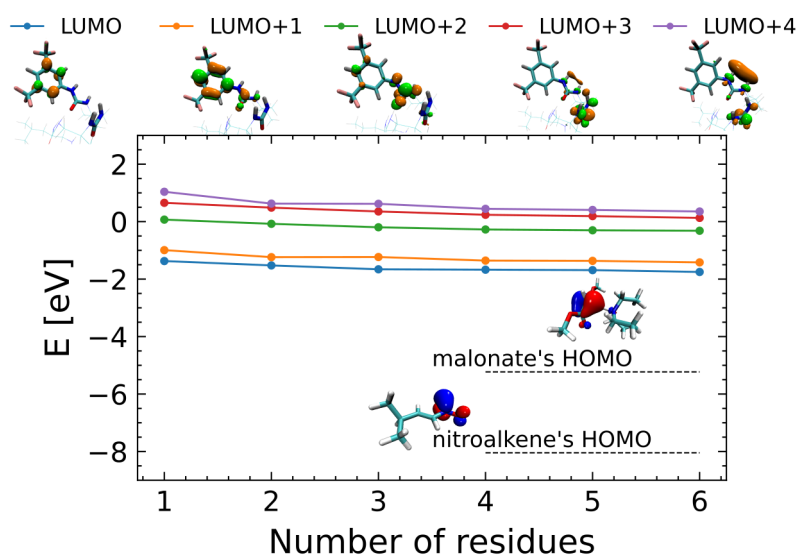 LUMO LUMO+1 LUMO+2 LUMO+3 LUMO+4
2
0
−2
−4
−6
−8
E [eV]
malonate's HOMO
nitroalkene's HOMO
1 2 3 4 5 6
Number of residues